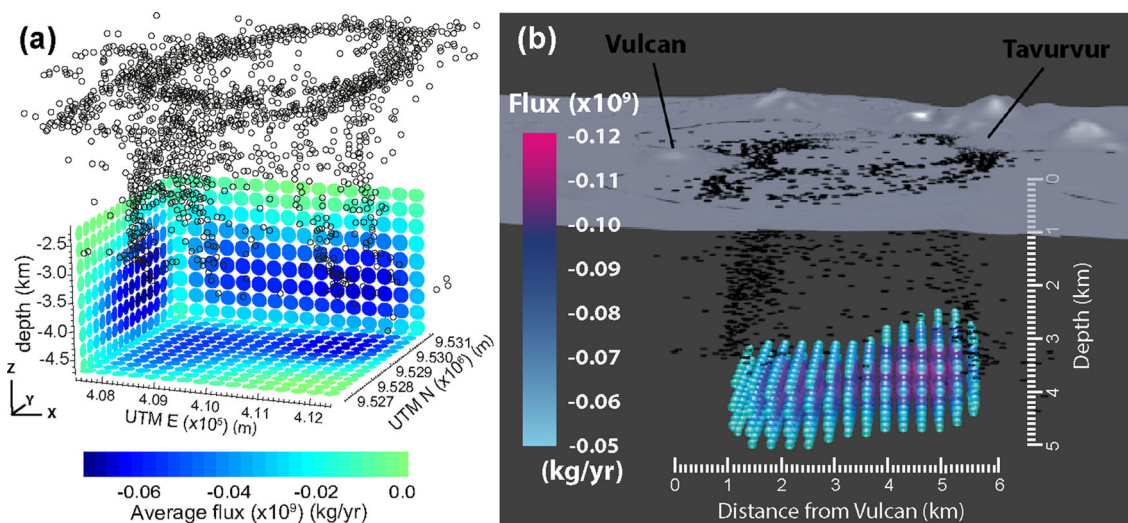 (a)
-2.5
-3.0
-3.5
-4.0
-4.5
depth (km)
Z
Y
X
4.08
4.09
4.10
4.11
4.12
UTM E (x10⁵) (m)
9.527
9.528
9.529
9.530
9.531
UTM N (x10⁶) (m)
-0.06
-0.04
-0.02
0.0
Average flux (x10⁹) (kg/yr)
(b)
Vulcan
Tavurvur
Flux (x10⁹)
-0.12
-0.11
-0.10
-0.09
-0.08
-0.07
-0.06
-0.05
(kg/yr)
0
1
2
3
4
5
Depth (km)
0 1 2 3 4 5 6
Distance from Vulcan (km)